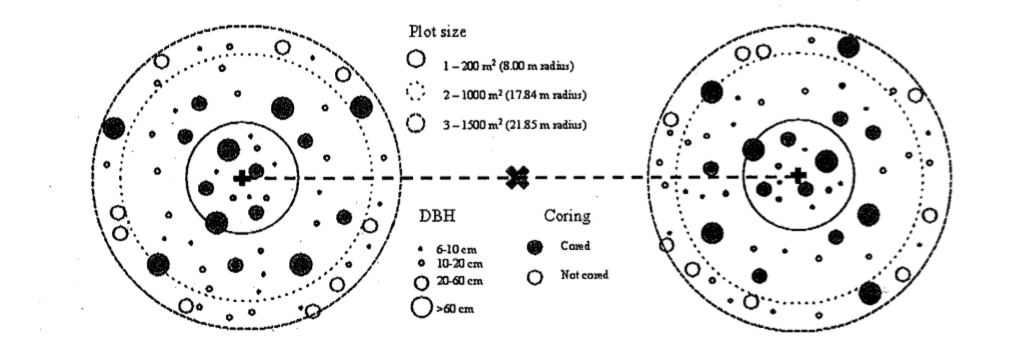 Plot size
1 – 200 m² (8.00 m radius)
2 – 1000 m² (17.84 m radius)
3 – 1500 m² (21.85 m radius)
DBH
6-10 cm
10-20 cm
20-60 cm
>60 cm
Coring
Cored
Not cored